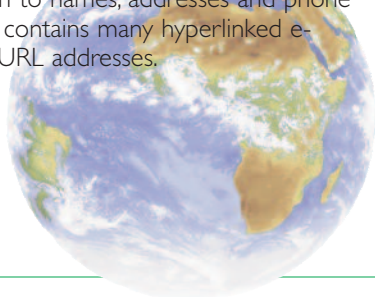 n to names, addresses and phone
contains many hyperlinked e-
URL addresses.